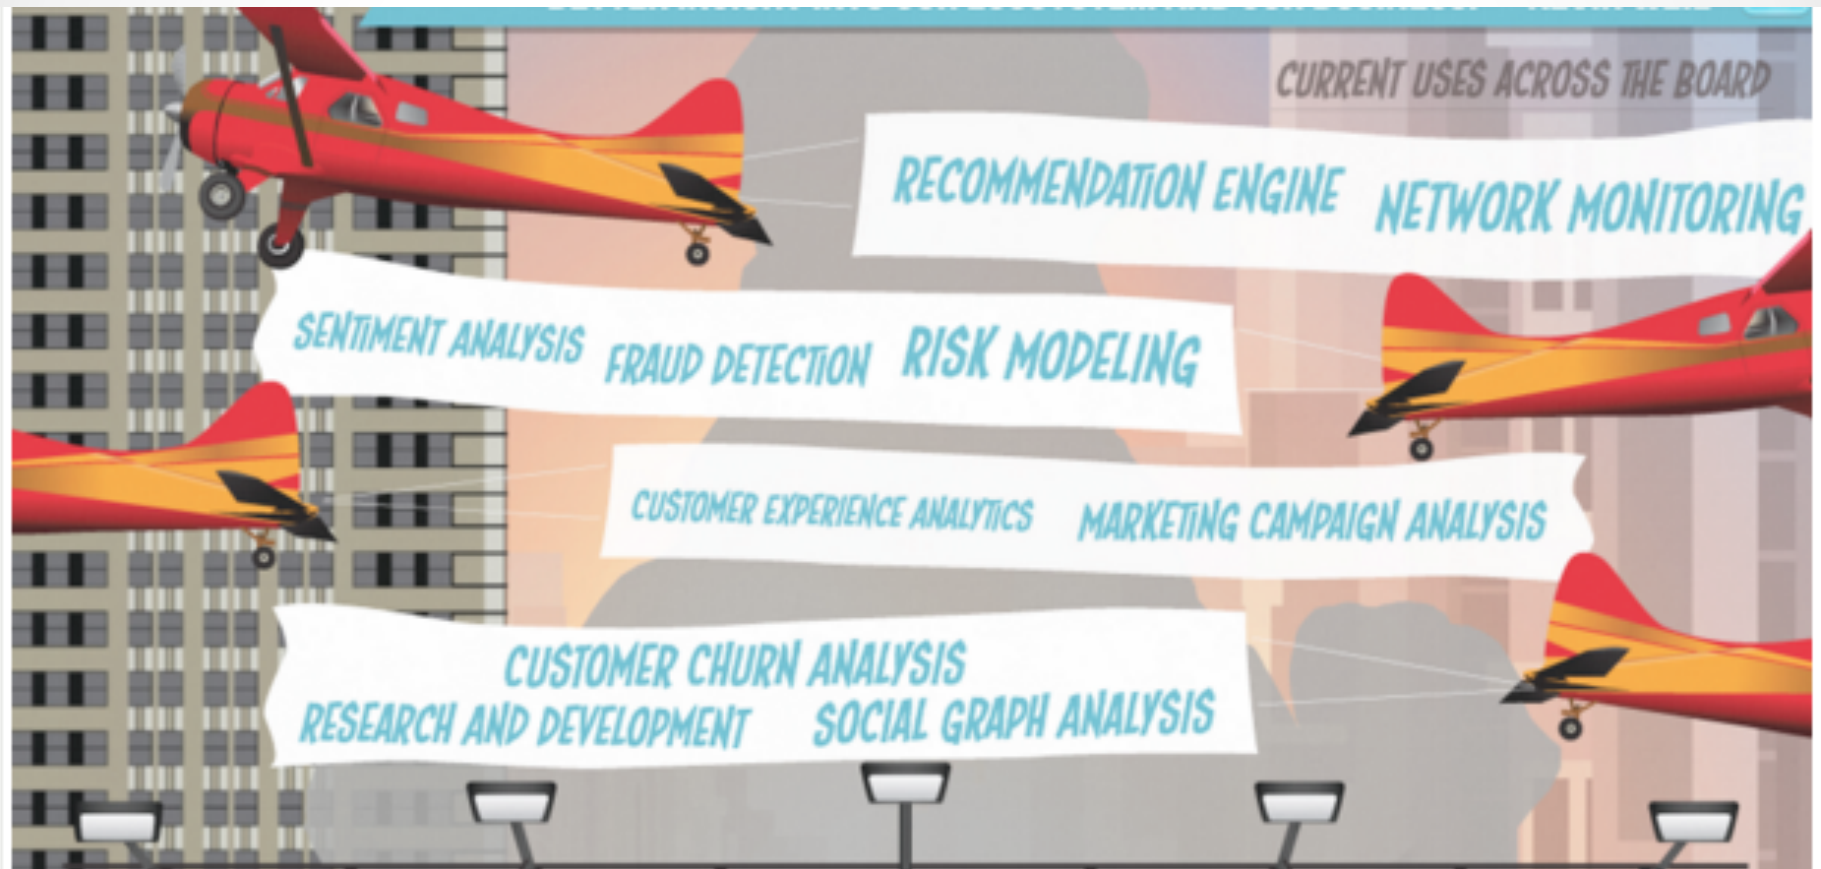 CURRENT USES ACROSS THE BOARD
RECOMMENDATION ENGINE NETWORK MONITORING
SENTIMENT ANALYSIS FRAUD DETECTION RISK MODELING
CUSTOMER EXPERIENCE ANALYTICS MARKETING CAMPAIGN ANALYSIS
CUSTOMER CHURN ANALYSIS
RESEARCH AND DEVELOPMENT SOCIAL GRAPH ANALYSIS